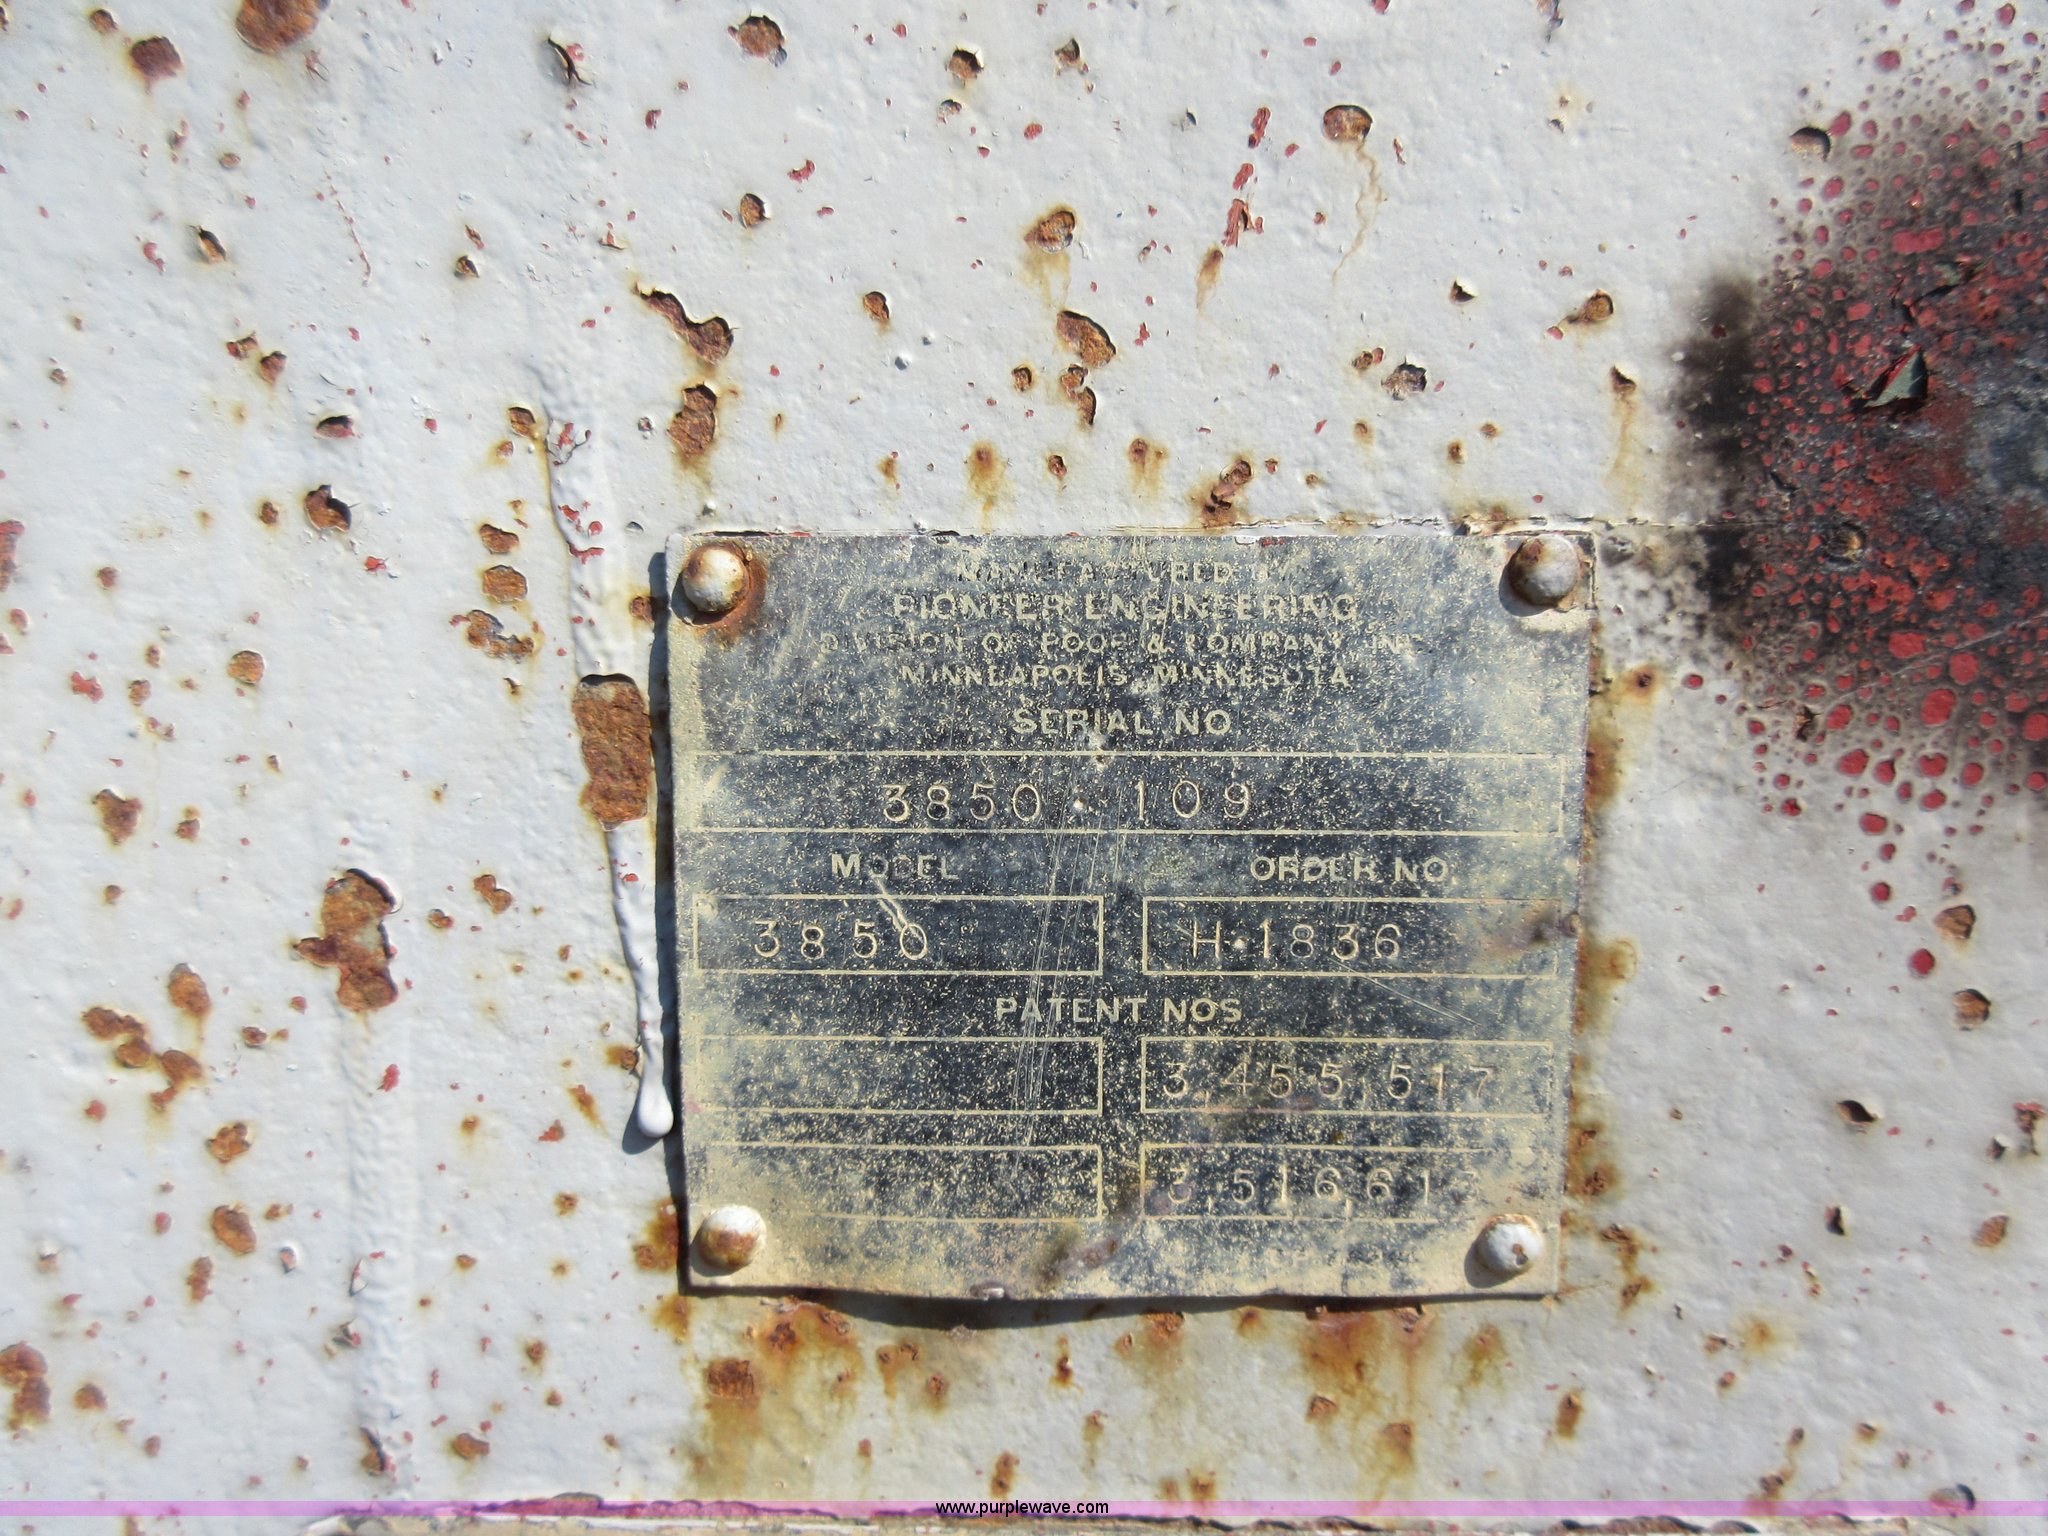 MANUFACTURED BY
PIONEER ENGINEERING
DIVISION OF POOR & COMPANY INC.
MINNEAPOLIS, MINNESOTA
SERIAL NO
3850 · 109
MODEL ORDER NO.
3850 H·1836
PATENT NOS
3,455,517
3,516,617
www.purplewave.com